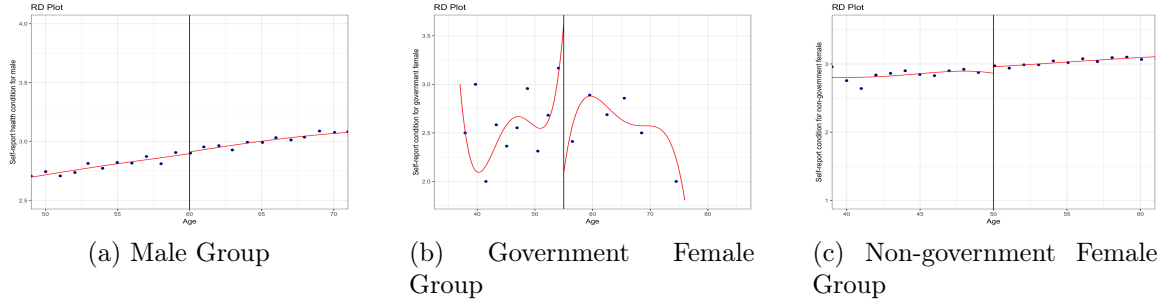 RD Plot
Self-report health condition for male
4.0
3.5
3.0
2.5
50
55
60
65
70
Age
(a) Male Group
RD Plot
Self-report condition for government female
3.5
3.0
2.5
2.0
40
50
60
70
80
Age
(b) Government Female
Group
RD Plot
Self-report condition for non-government female
3
2
1
40
45
50
55
60
Age
(c) Non-government Female
Group